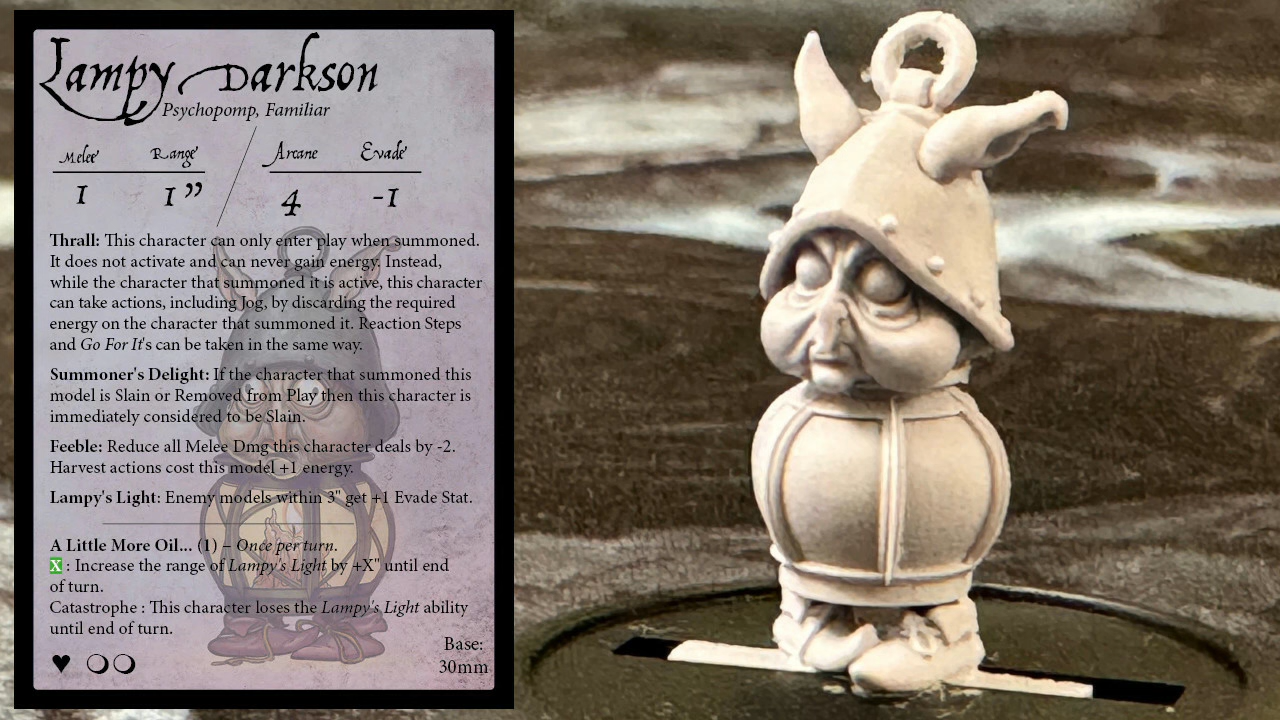 Lampy Darkson
Psychopomp, Familiar
Melee Range Arcane Evade
1 1” 4 -1
Thrall: This character can only enter play when summoned.
It does not activate and can never gain energy. Instead,
while the character that summoned it is active, this character
can take actions, including Jog, by discarding the required
energy on the character that summoned it. Reaction Steps
and Go For It's can be taken in the same way.
Summoner's Delight: If the character that summoned this
model is Slain or Removed from Play then this character is
immediately considered to be Slain.
Feeble: Reduce all Melee Dmg this character deals by -2.
Harvest actions cost this model +1 energy.
Lampy's Light: Enemy models within 3" get +1 Evade Stat.
A Little More Oil... (1) – Once per turn.
X : Increase the range of Lampy's Light by +X" until end
of turn.
Catastrophe : This character loses the Lampy's Light ability
until end of turn.
Base:
30mm